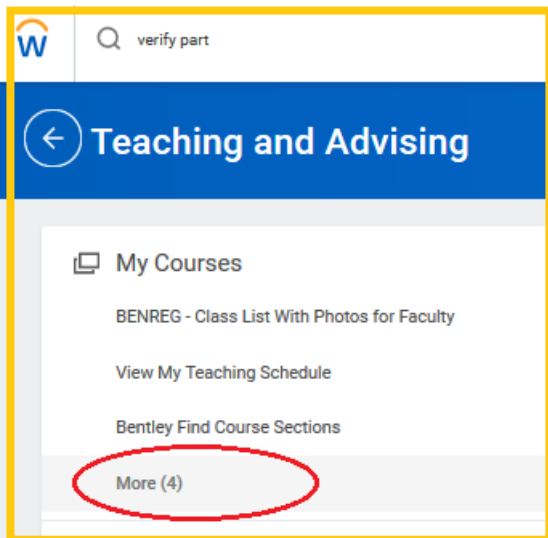 W
verify part
Teaching and Advising
My Courses
BENREG - Class List With Photos for Faculty
View My Teaching Schedule
Bentley Find Course Sections
More (4)